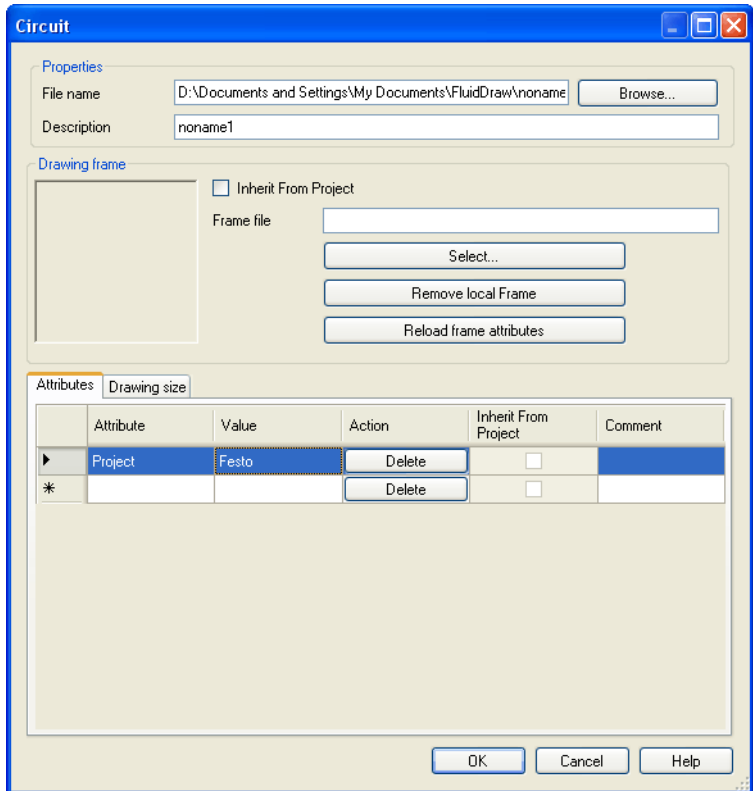 Circuit
Properties
File name D:\Documents and Settings\My Documents\FluidDraw\noname Browse...
Description noname1
Drawing frame
Inherit From Project
Frame file
Select...
Remove local Frame
Reload frame attributes
Attributes Drawing size
Attribute Value Action Inherit From Project Comment
Project Festo Delete
Delete
OK Cancel Help